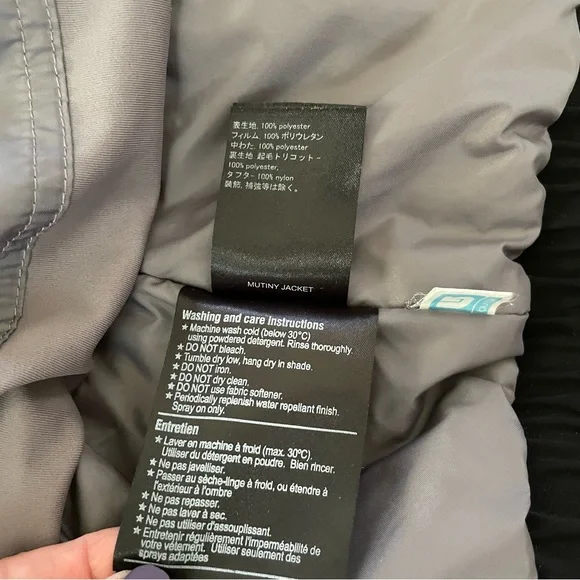 表生地, 100% polyester
フィルム, 100% ポリウレタン
中わた, 100% polyester
裏生地, 起毛トリコット -
100% polyester,
タフター 100% nylon
装飾, 補強等は除く。
MUTINY JACKET
Washing and care instructions
★ Machine wash cold (below 30°C)
using powdered detergent. Rinse thoroughly.
★ DO NOT bleach.
★ Tumble dry low, hang dry in shade.
★ DO NOT iron.
★ DO NOT dry clean.
★ DO NOT use fabric softener.
★ Periodically replenish water repellant finish.
Spray on only.
Entretien
★ Laver en machine à froid (max. 30°C).
Utiliser du détergent en poudre. Bien rincer.
★ Ne pas javelliser.
★ Passer au sèche-linge à froid, ou étendre à
l'extérieur à l'ombre
★ Ne pas repasser.
★ Ne pas laver à sec.
★ Ne pas utiliser d'assouplissant.
★ Entretenir régulièrement l'imperméabilité de
votre vêtement. Utiliser seulement des
sprays adaptées
G